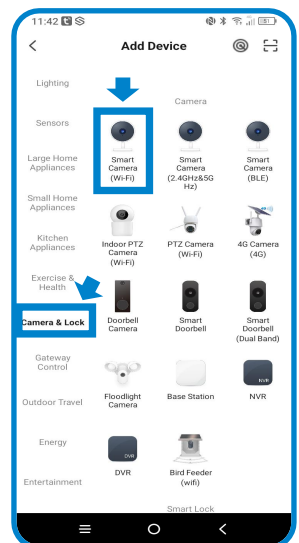 11:42
Add Device
Lighting
Sensors
Large Home
Appliances
Small Home
Appliances
Kitchen
Appliances
Exercise &
Health
Camera & Lock
Gateway
Control
Outdoor Travel
Energy
Entertainment
Camera
Smart
Camera
(Wi-Fi)
Smart
Camera
(2.4GHz&5G
Hz)
Smart
Camera
(BLE)
Indoor PTZ
Camera
(Wi-Fi)
PTZ Camera
(Wi-Fi)
4G Camera
(4G)
Doorbell
Camera
Smart
Doorbell
Smart
Doorbell
(Dual Band)
Floodlight
Camera
Base Station
NVR
NVR
DVR
DVR
Bird Feeder
(wifi)
Smart Lock